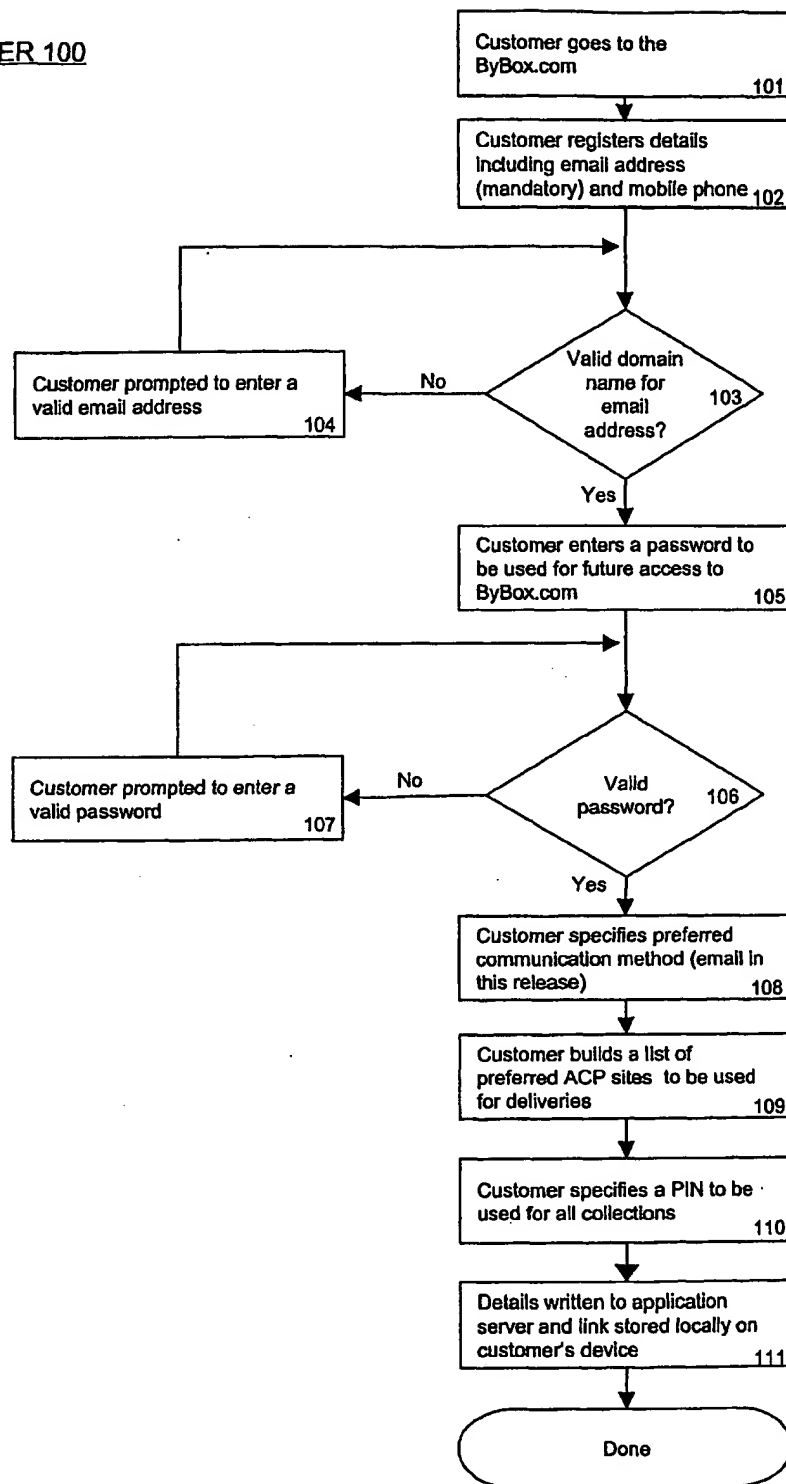 ER 100
Customer goes to the
ByBox.com
101
Customer registers details
including email address
(mandatory) and mobile phone 102
Valid domain
name for
email
address?
103
No
Customer prompted to enter a
valid email address
104
Yes
Customer enters a password to
be used for future access to
ByBox.com
105
Valid
password?
106
No
Customer prompted to enter a
valid password
107
Yes
Customer specifies preferred
communication method (email in
this release)
108
Customer builds a list of
preferred ACP sites to be used
for deliveries
109
Customer specifies a PIN to be
used for all collections
110
Details written to application
server and link stored locally on
customer's device
111
Done